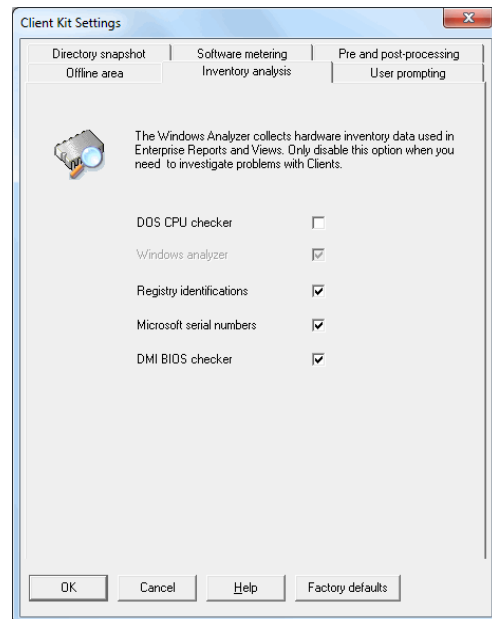 Client Kit Settings
Directory snapshot
Software metering
Pre and post-processing
Offline area
Inventory analysis
User prompting
The Windows Analyzer collects hardware inventory data used in
Enterprise Reports and Views. Only disable this option when you
need to investigate problems with Clients.
DOS CPU checker
Windows analyzer
Registry identifications
Microsoft serial numbers
DMI BIOS checker
OK
Cancel
Help
Factory defaults